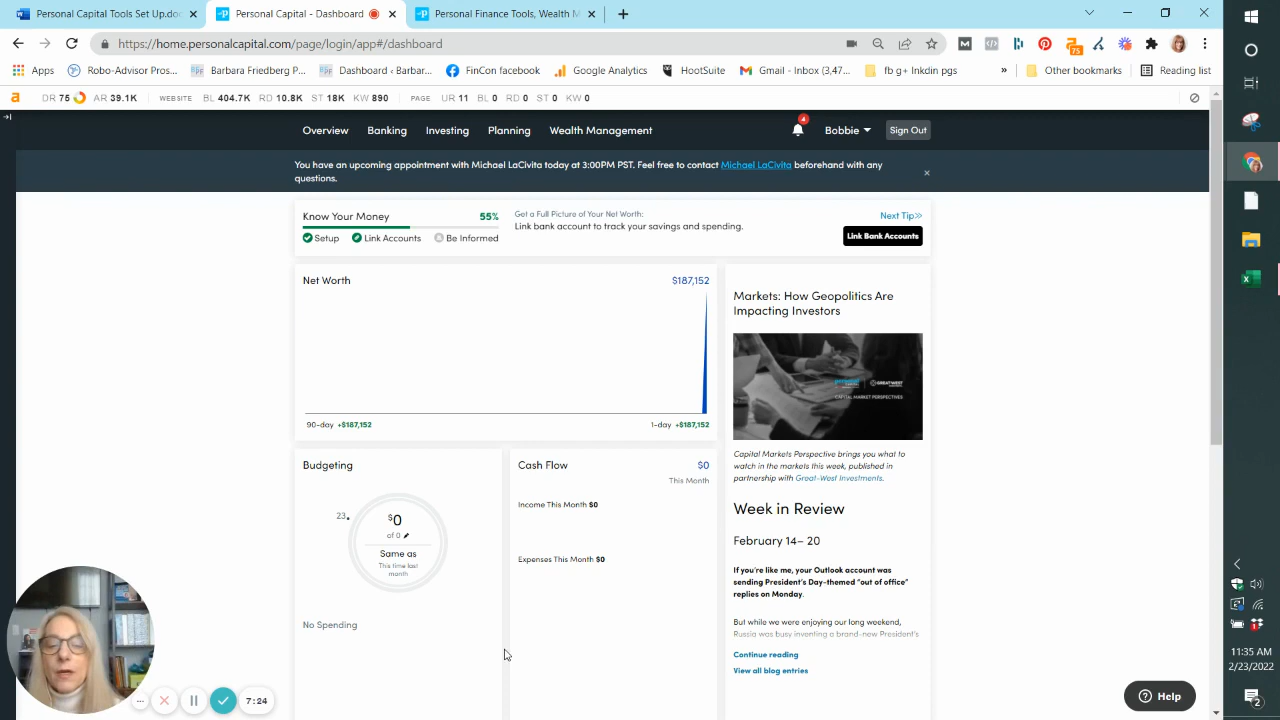 Personal Capital Tools Set Up.doc
Personal Capital - Dashboard
Personal Finance Tools, Wealth M
https://home.personalcapital.com/page/login/app#/dashboard
75
Apps
Robo-Advisor Pros...
Barbara Friedberg P...
Dashboard ‹ Barbar...
FinCon facebook
Google Analytics
HootSuite
Gmail - Inbox (3,47...
fb g+ lnkdin pgs
»
Other bookmarks
Reading list
DR 75 AR 33.1K WEBSITE BL 404.7K RD 10.8K ST 18K KW 890 PAGE UR 11 BL 0 RD 0 ST 0 KW 0
Overview Banking Investing Planning Wealth Management
4
Bobbie
Sign Out
You have an upcoming appointment with Michael LaCivita today at 3:00PM PST. Feel free to contact Michael LaCivita beforehand with any
questions.
Know Your Money 55%
Setup Link Accounts Be Informed
Get a Full Picture of Your Net Worth:
Link bank account to track your savings and spending.
Next Tip»
Link Bank Accounts
Net Worth $187,152
90-day +$187,152
1-day +$187,152
Budgeting
23
$0
of 0
Same as
This time last
month
No Spending
Cash Flow $0
This Month
Income This Month $0
Expenses This Month $0
Markets: How Geopolitics Are
Impacting Investors
GREAT-WEST
CAPITAL MARKET PERSPECTIVES
Capital Markets Perspective brings you what to
watch in the markets this week, published in
partnership with Great-West Investments.
Week in Review
February 14– 20
If you're like me, your Outlook account was
sending President's Day-themed "out of office"
replies on Monday.
But while we were enjoying our long weekend,
Russia was busy inventing a brand-new President's
Continue reading
View all blog entries
7:24
Help
11:35 AM
2/23/2022
2